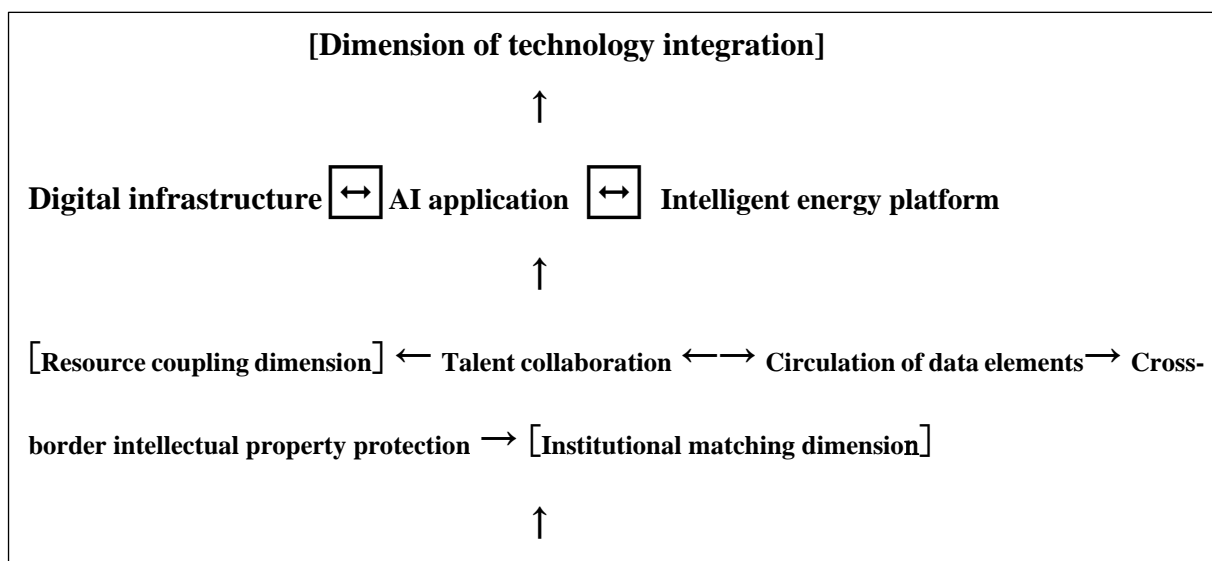 [Dimension of technology integration]
↑
Digital infrastructure ↔ AI application ↔ Intelligent energy platform
↑
[Resource coupling dimension] ← Talent collaboration ←→ Circulation of data elements → Cross-
border intellectual property protection → [Institutional matching dimension]
↑